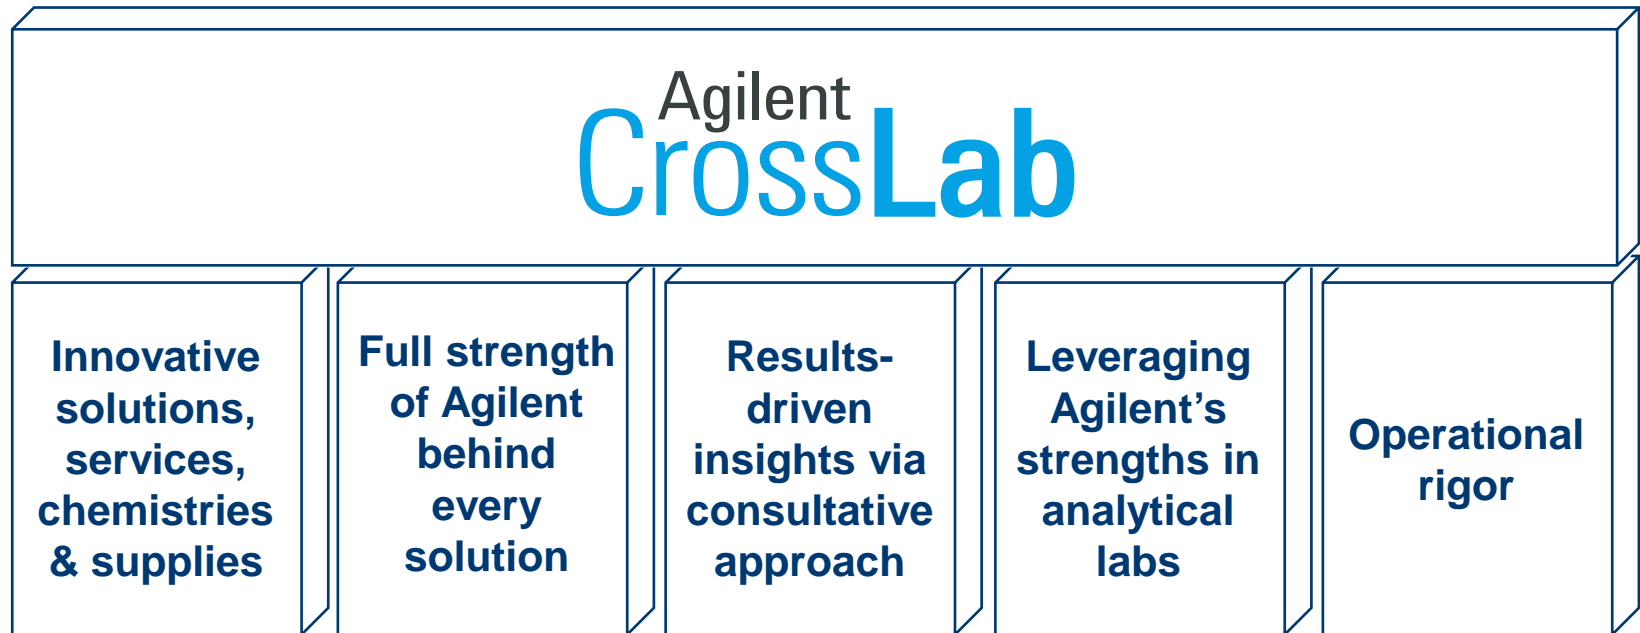 Agilent
CrossLab
Innovative
solutions,
services,
chemistries
& supplies
Full strength
of Agilent
behind
every
solution
Results-
driven
insights via
consultative
approach
Leveraging
Agilent’s
strengths in
analytical
labs
Operational
rigor